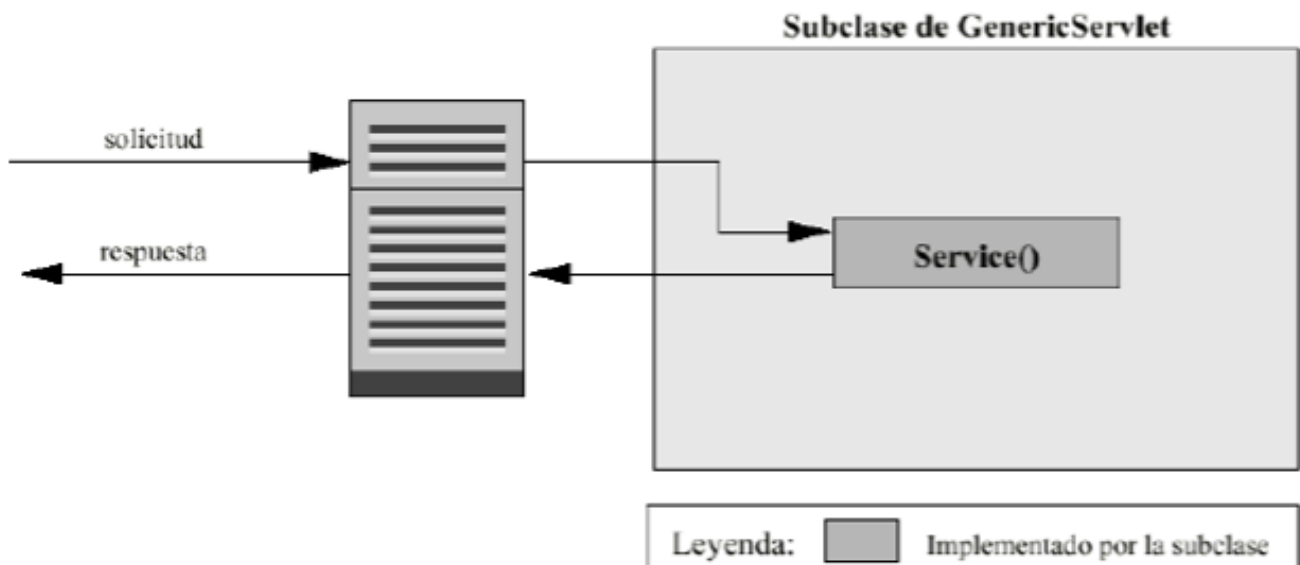 Subclase de GenericServlet
solicitud
respuesta
Service()
Leyenda: Implementado por la subclase